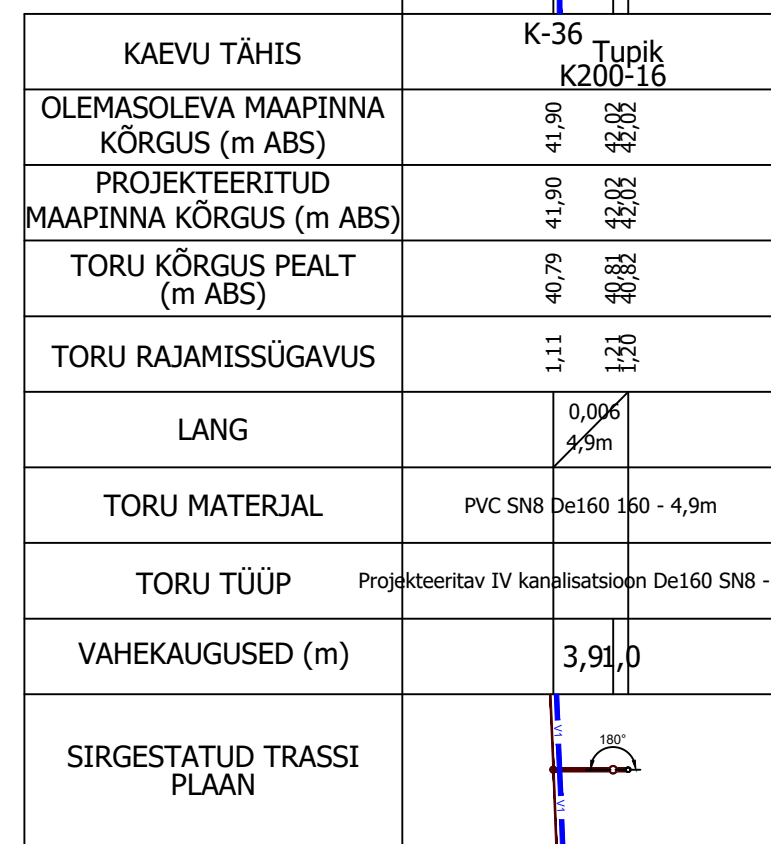 KAEVU TÄHIS
K-36
Tupik
K200-16
OLEMASOLEVA MAAPINNA
KÕRGUS (m ABS)
41,90
42,02
42,02
PROJEKTEERITUD
MAAPINNA KÕRGUS (m ABS)
41,90
42,02
42,02
TORU KÕRGUS PEALT
(m ABS)
40,79
40,81
40,82
TORU RAJAMISSÜGAVUS
1,11
1,21
1,20
LANG
0,006
4,9m
TORU MATERJAL
PVC SN8 De160 160 - 4,9m
TORU TÜÜP
Projekteeritav IV kanalisatsioon De160 SN8 -
VAHEKAUGUSED (m)
3,9
1,0
SIRGESTATUD TRASSI
PLAAN
V1
180°
V1